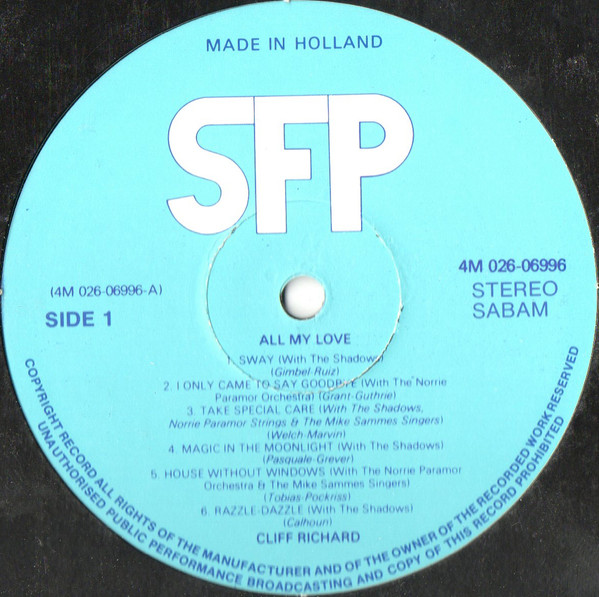 MADE IN HOLLAND
SFP
(4M 026-06996-A)
SIDE 1
4M 026-06996
STEREO
SABAM
ALL MY LOVE
1. SWAY (With The Shadows)
(Gimbel-Ruiz)
2. I ONLY CAME TO SAY GOODBYE (With The Norrie
Paramor Orchestra) (Grant-Guthrie)
3. TAKE SPECIAL CARE (With The Shadows,
Norrie Paramor Strings & The Mike Sammes Singers)
(Welch-Marvin)
4. MAGIC IN THE MOONLIGHT (With The Shadows)
(Pasquale-Grever)
5. HOUSE WITHOUT WINDOWS (With The Norrie Paramor
Orchestra & The Mike Sammes Singers)
(Tobias-Pockriss)
6. RAZZLE-DAZZLE (With The Shadows)
(Calhoun)
CLIFF RICHARD
COPYRIGHT RECORD ALL RIGHTS OF THE MANUFACTURER AND OF THE OWNER OF THE RECORDED WORK RESERVED
UNAUTHORISED PUBLIC PERFORMANCE BROADCASTING AND COPY OF THIS RECORD PROHIBITED